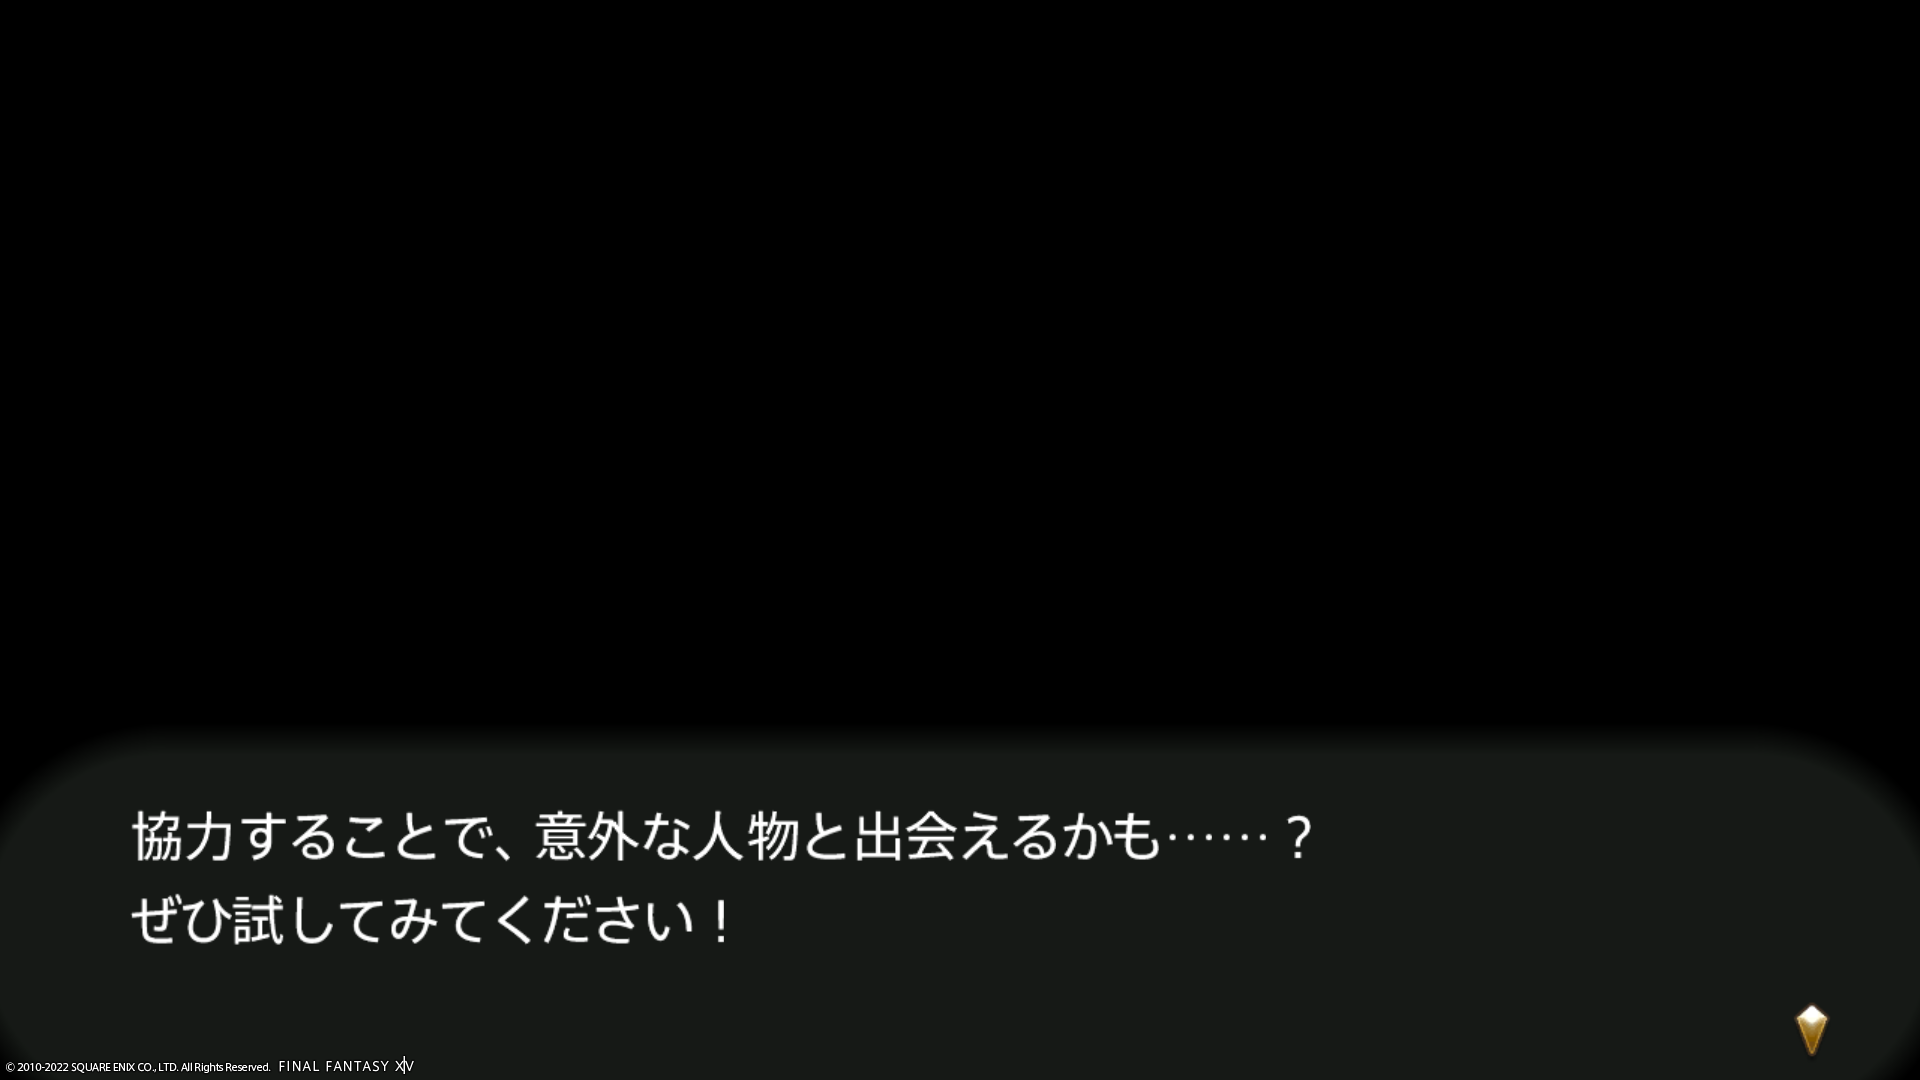 協力することで、意外な人物と出会えるかも……？
ぜひ試してみてください！
© 2010-2022 SQUARE ENIX CO., LTD. All Rights Reserved. FINAL FANTASY XIV